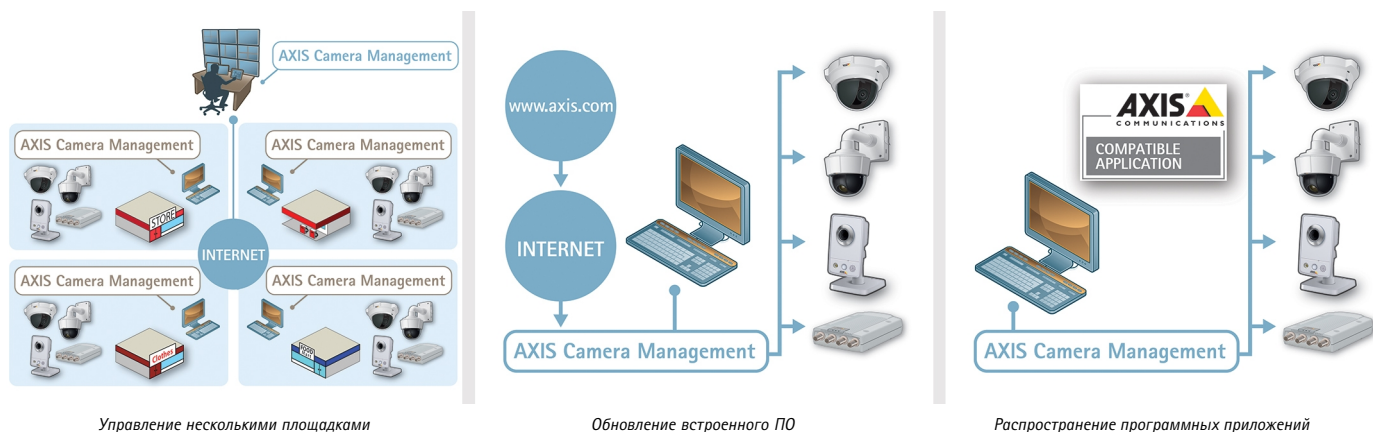 AXIS Camera Management
AXIS Camera Management
AXIS Camera Management
STORE
INTERNET
AXIS Camera Management
AXIS Camera Management
Clothes
FOOD
Управление несколькими площадками
www.axis.com
INTERNET
AXIS Camera Management
Обновление встроенного ПО
AXIS
COMMUNICATIONS
COMPATIBLE
APPLICATION
AXIS Camera Management
Распространение программных приложений